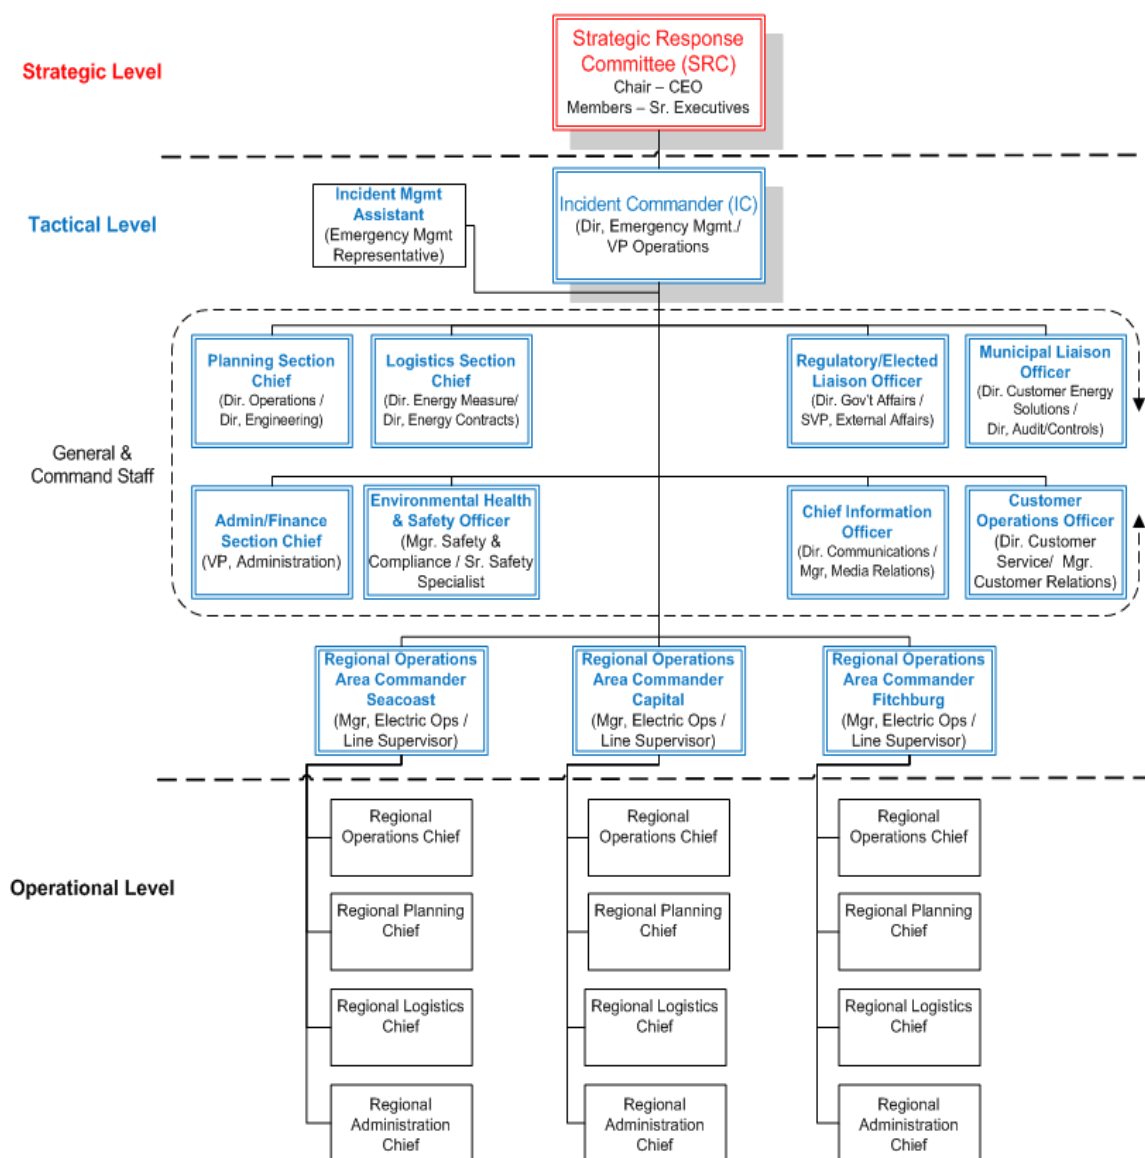 Strategic Response
Committee (SRC)
Chair – CEO
Members – Sr. Executives
Strategic Level
Incident Mgmt
Assistant
(Emergency Mgmt
Representative)
Incident Commander (IC)
(Dir, Emergency Mgmt./
VP Operations
Tactical Level
Planning Section
Chief
(Dir. Operations /
Dir, Engineering)
Logistics Section
Chief
(Dir. Energy Measure/
Dir, Energy Contracts)
Regulatory/Elected
Liaison Officer
(Dir. Gov't Affairs /
SVP, External Affairs)
Municipal Liaison
Officer
(Dir. Customer Energy
Solutions /
Dir, Audit/Controls)
General &
Command Staff
Admin/Finance
Section Chief
(VP, Administration)
Environmental Health
& Safety Officer
(Mgr. Safety &
Compliance / Sr. Safety
Specialist
Chief Information
Officer
(Dir. Communications /
Mgr, Media Relations)
Customer
Operations Officer
(Dir. Customer
Service/ Mgr.
Customer Relations)
Regional Operations
Area Commander
Seacoast
(Mgr, Electric Ops /
Line Supervisor)
Regional Operations
Area Commander
Capital
(Mgr, Electric Ops /
Line Supervisor)
Regional Operations
Area Commander
Fitchburg
(Mgr, Electric Ops /
Line Supervisor)
Operational Level
Regional
Operations Chief
Regional
Operations Chief
Regional
Operations Chief
Regional Planning
Chief
Regional Planning
Chief
Regional Planning
Chief
Regional Logistics
Chief
Regional Logistics
Chief
Regional Logistics
Chief
Regional
Administration
Chief
Regional
Administration
Chief
Regional
Administration
Chief